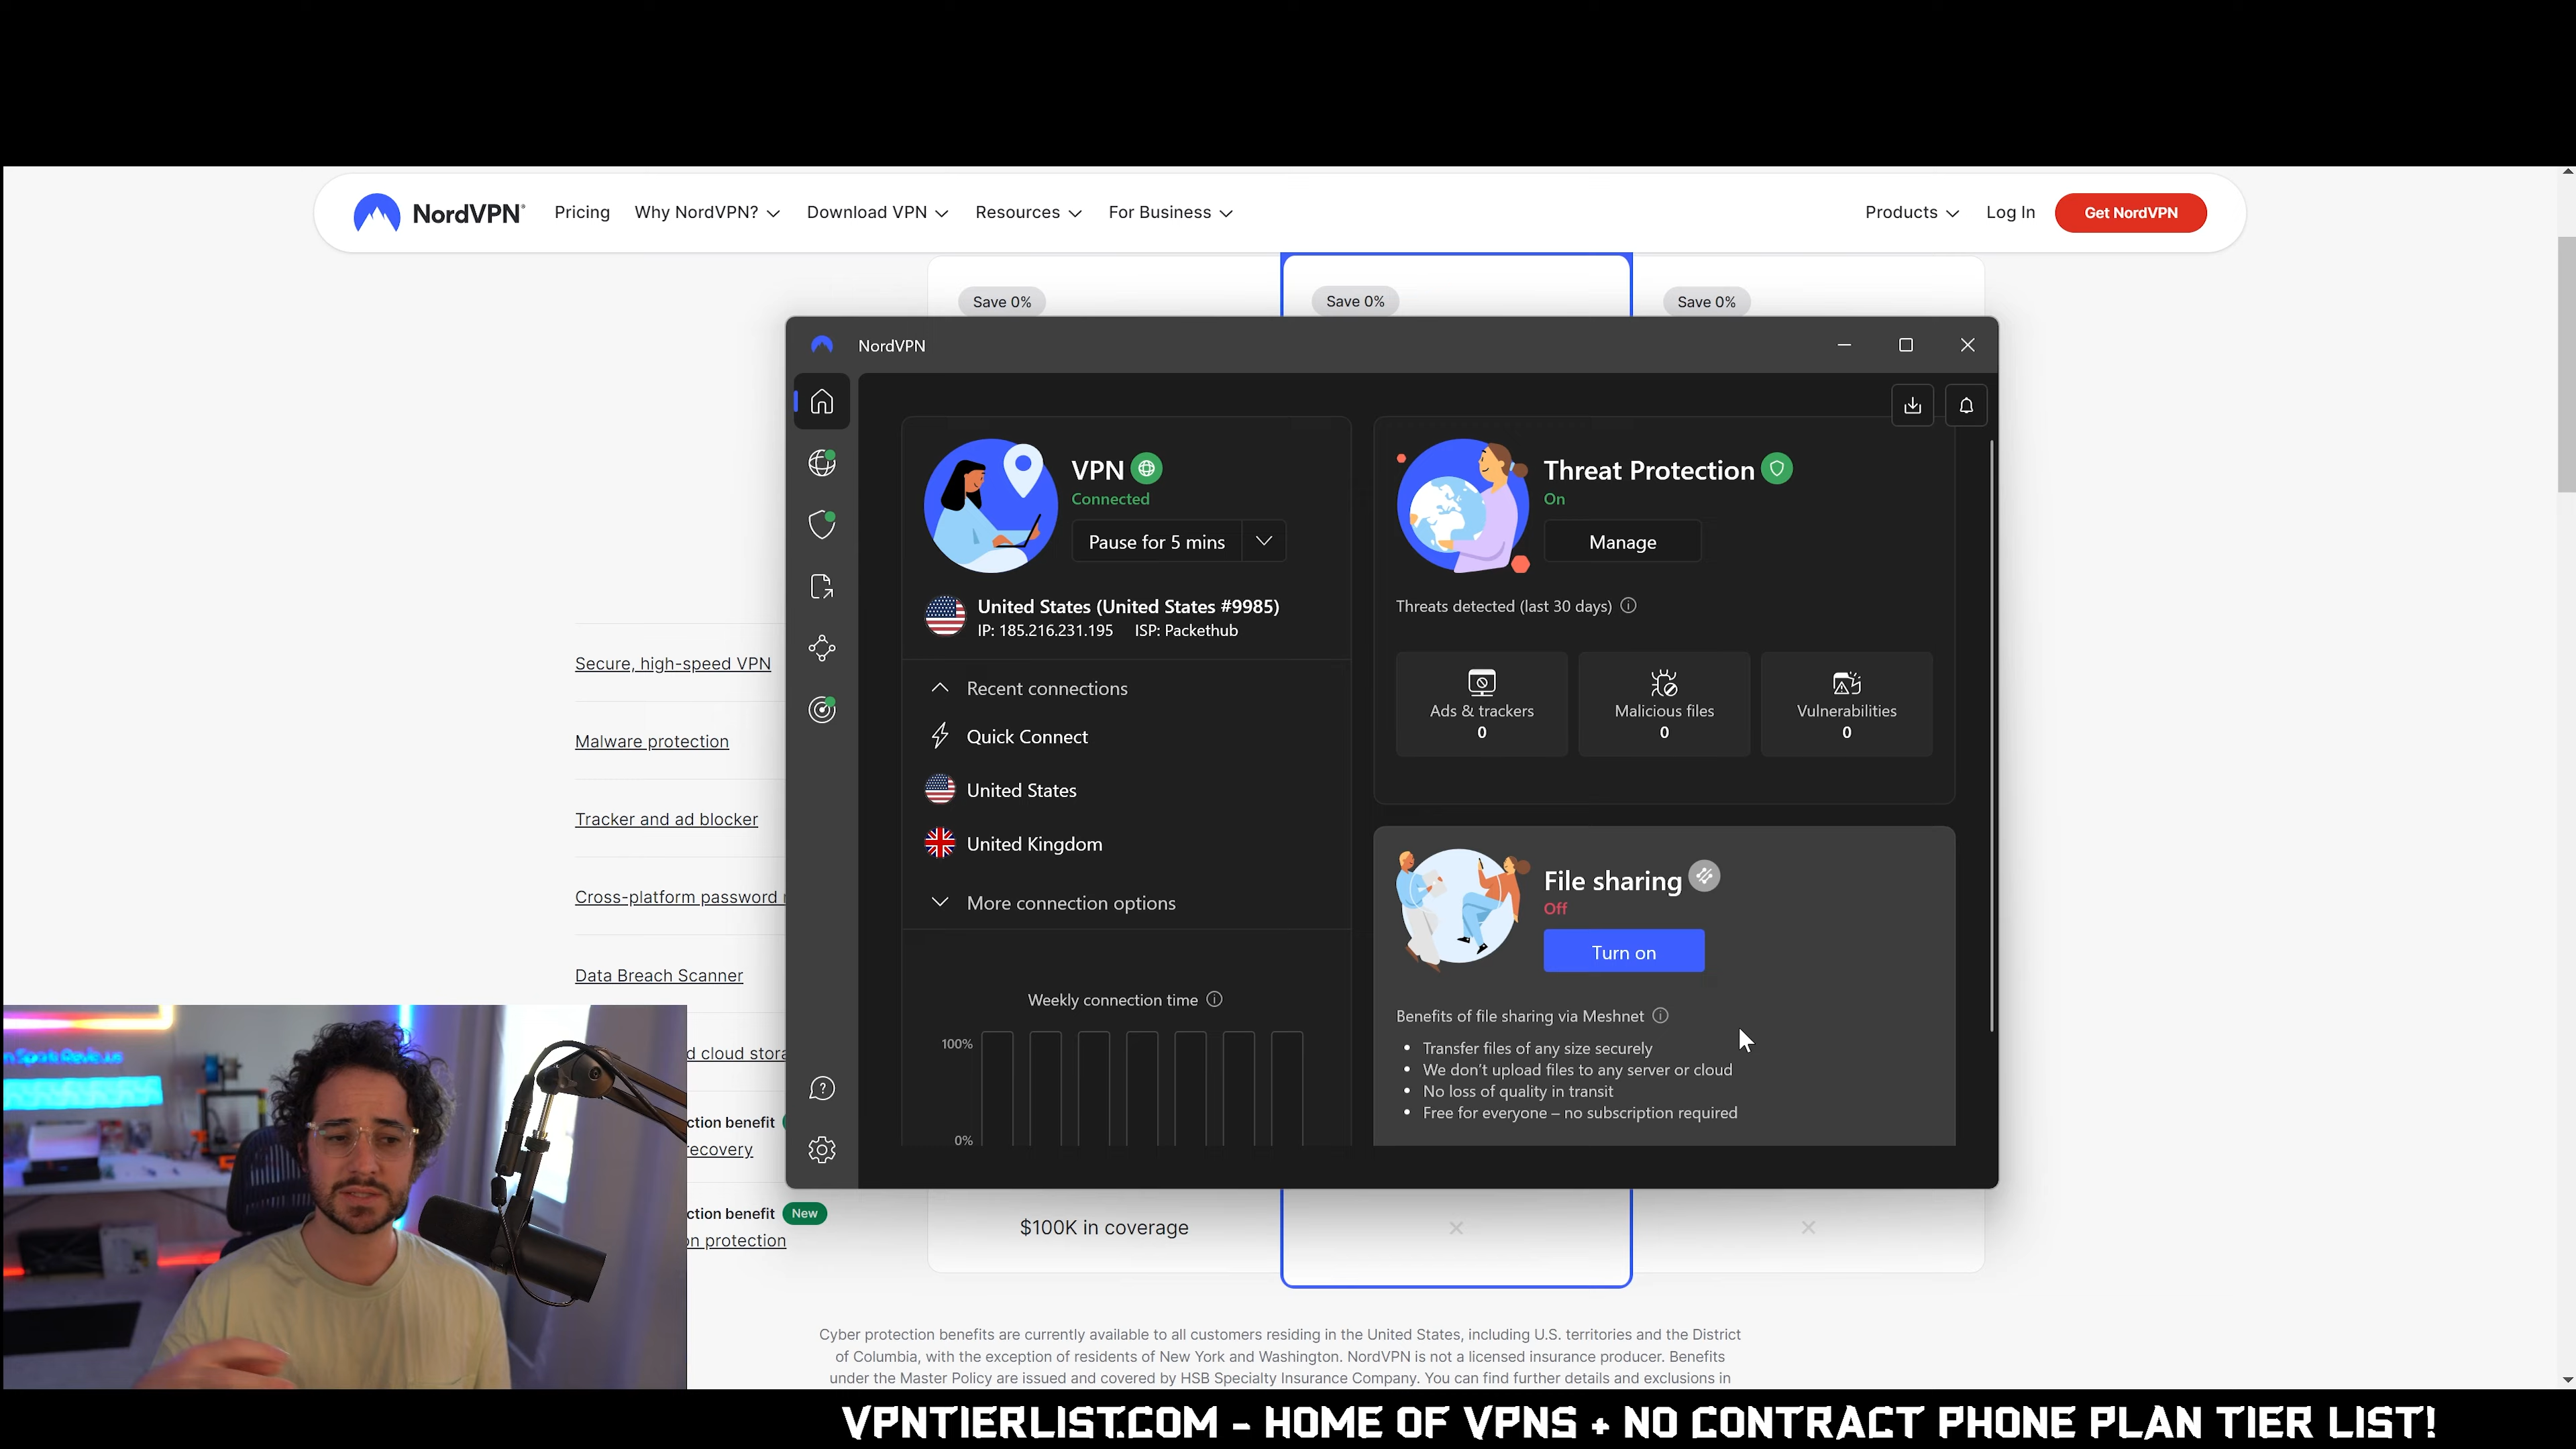 NordVPN®
Pricing
Why NordVPN?
Download VPN
Resources
For Business
Products
Log In
Get NordVPN
Save 0%
Save 0%
Save 0%
NordVPN
VPN
Connected
Pause for 5 mins
United States (United States #9985)
IP: 185.216.231.195 ISP: Packethub
Recent connections
Quick Connect
United States
United Kingdom
More connection options
Weekly connection time
100%
0%
Threat Protection
On
Manage
Threats detected (last 30 days)
Ads & trackers
0
Malicious files
0
Vulnerabilities
0
File sharing
Off
Turn on
Benefits of file sharing via Meshnet
• Transfer files of any size securely
• We don't upload files to any server or cloud
• No loss of quality in transit
• Free for everyone – no subscription required
Secure, high-speed VPN
Malware protection
Tracker and ad blocker
Cross-platform password
Data Breach Scanner
d cloud stora
ction benefit
recovery
ction benefit New
on protection
$100K in coverage
Cyber protection benefits are currently available to all customers residing in the United States, including U.S. territories and the District
of Columbia, with the exception of residents of New York and Washington. NordVPN is not a licensed insurance producer. Benefits
under the Master Policy are issued and covered by HSB Specialty Insurance Company. You can find further details and exclusions in
VPNTIERLIST.COM - HOME OF VPNS + NO CONTRACT PHONE PLAN TIER LIST!